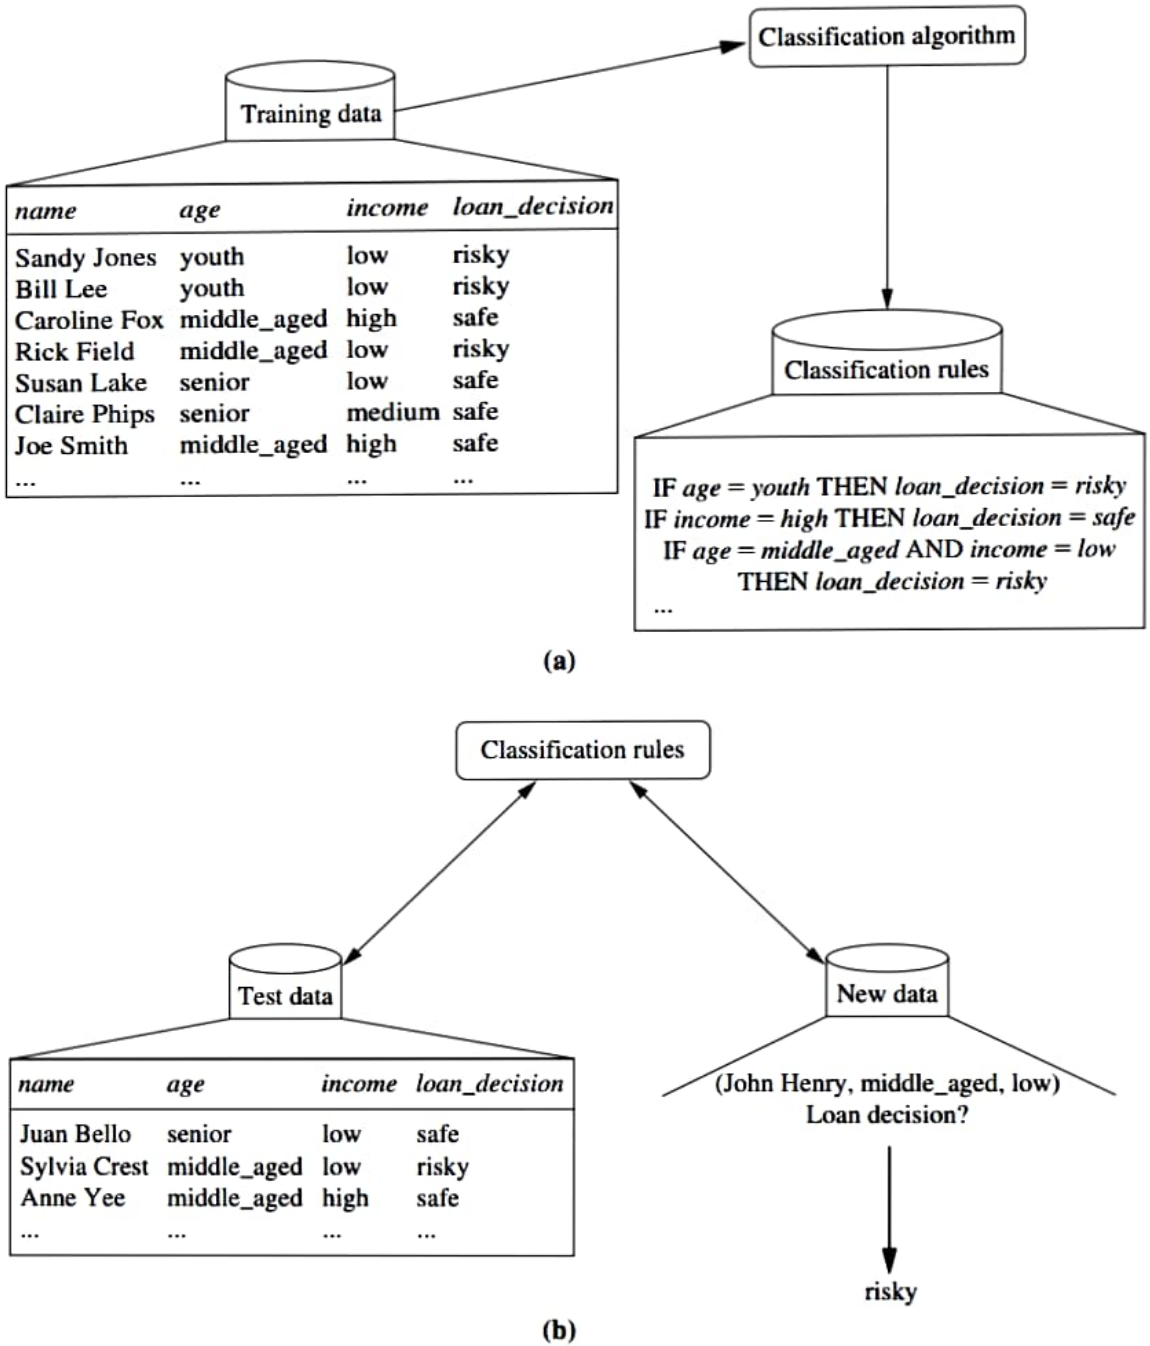 Classification algorithm
Training data
name age income loan_decision
Sandy Jones youth low risky
Bill Lee youth low risky
Caroline Fox middle_aged high safe
Rick Field middle_aged low risky
Susan Lake senior low safe
Claire Phips senior medium safe
Joe Smith middle_aged high safe
... ... ... ...
Classification rules
IF age = youth THEN loan_decision = risky
IF income = high THEN loan_decision = safe
IF age = middle_aged AND income = low
THEN loan_decision = risky
...
(a)
Classification rules
Test data
name age income loan_decision
Juan Bello senior low safe
Sylvia Crest middle_aged low risky
Anne Yee middle_aged high safe
... ... ... ...
New data
(John Henry, middle_aged, low)
Loan decision?
risky
(b)